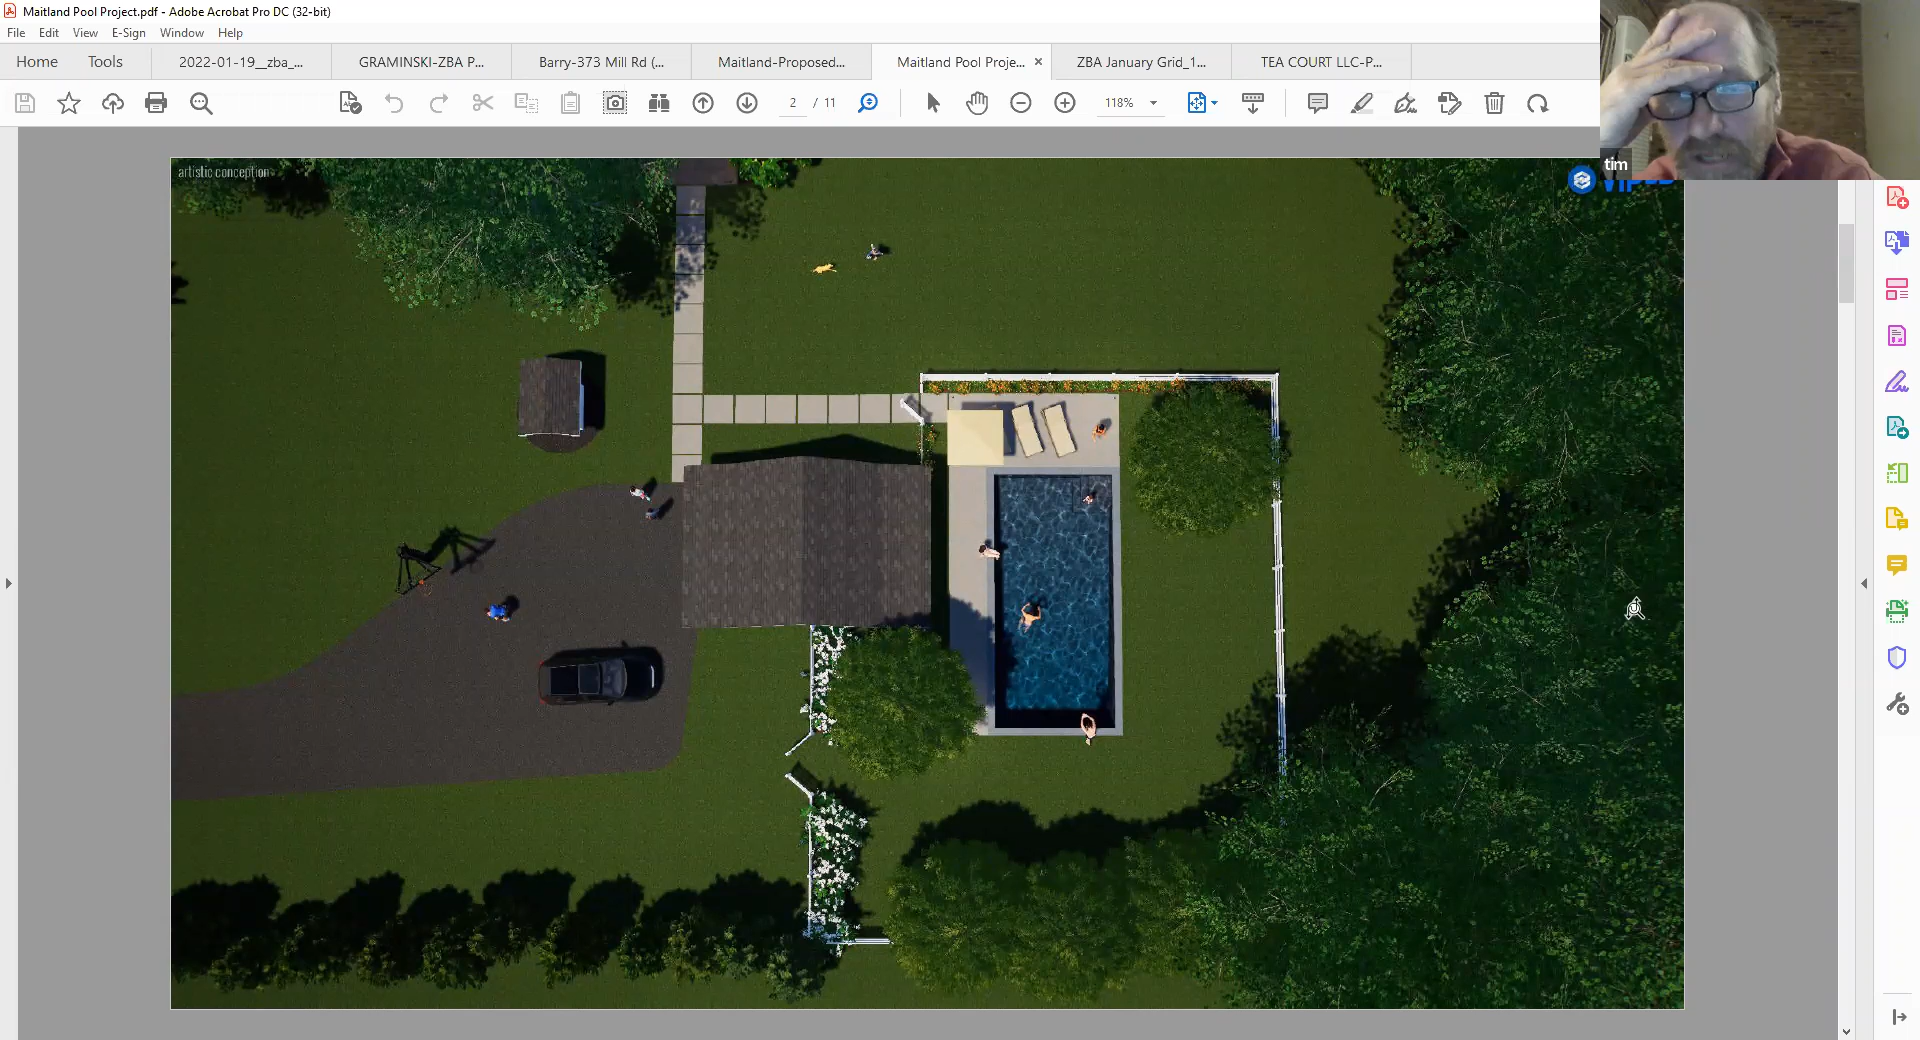 Maitland Pool Project.pdf - Adobe Acrobat Pro DC (32-bit)
File Edit View E-Sign Window Help
Home Tools 2022-01-19__zba_... GRAMINSKI-ZBA P... Barry-373 Mill Rd (... Maitland-Proposed... Maitland Pool Proje... ZBA January Grid_1... TEA COURT LLC-P...
2 / 11 118%
tim
artistic conception